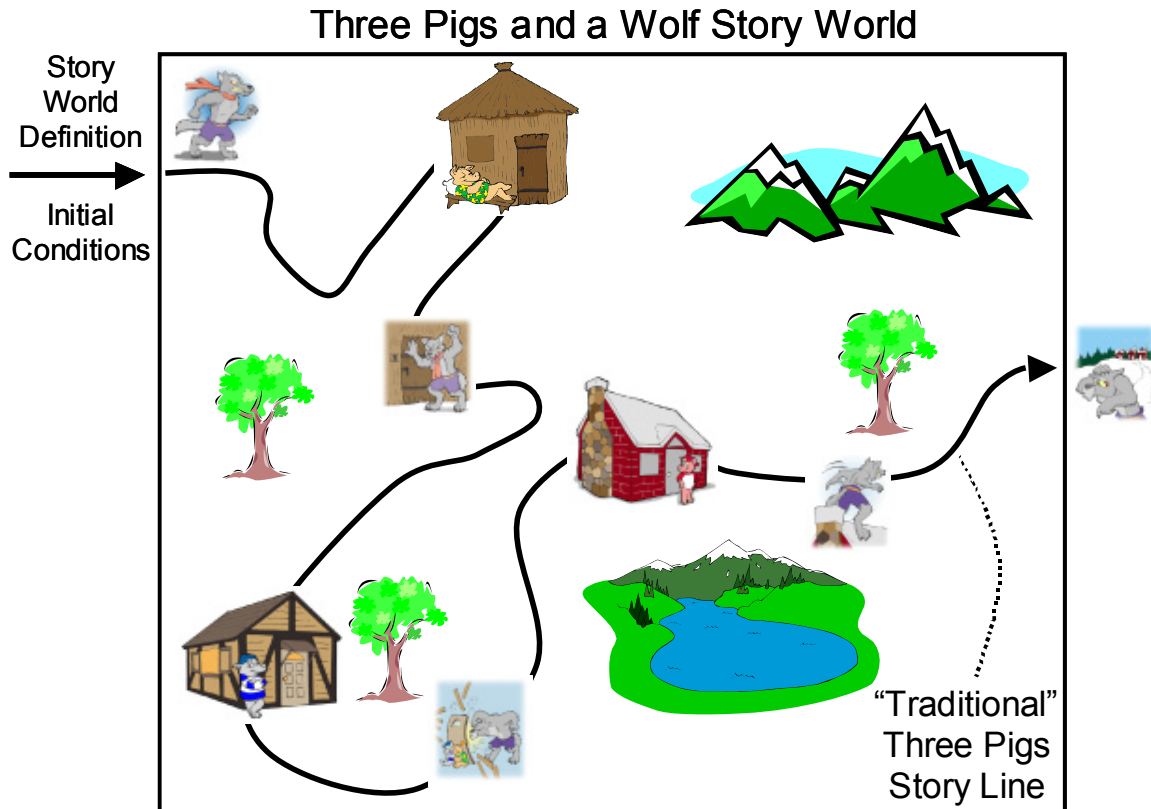 Three Pigs and a Wolf Story World
Story
World
Definition
Initial
Conditions
“Traditional”
Three Pigs
Story Line